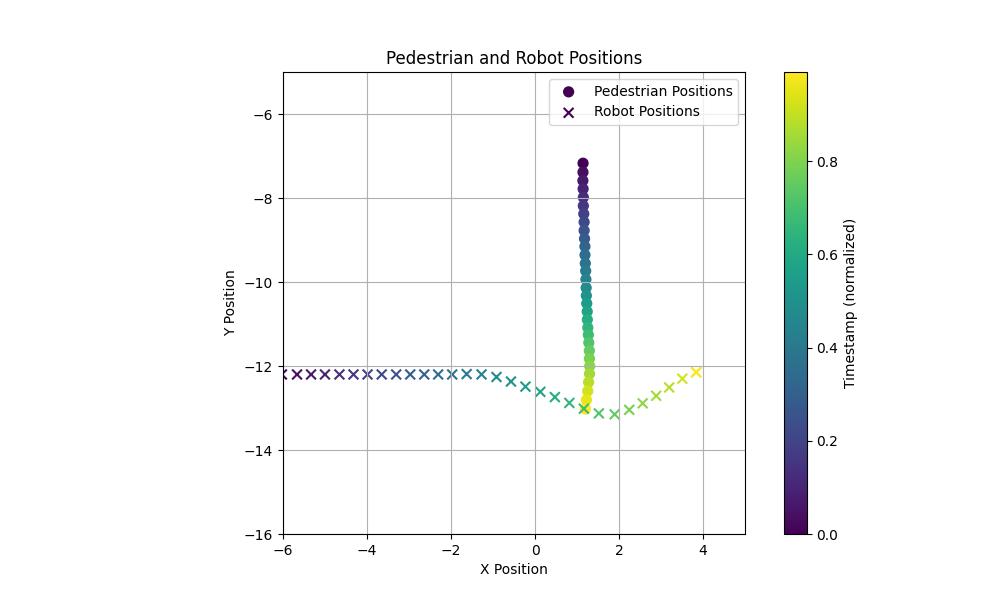 Pedestrian and Robot Positions
Pedestrian Positions
Robot Positions
Y Position
−6
−8
−10
−12
−14
−16
−6
−4
−2
0
2
4
X Position
0.8
0.6
0.4
0.2
0.0
Timestamp (normalized)